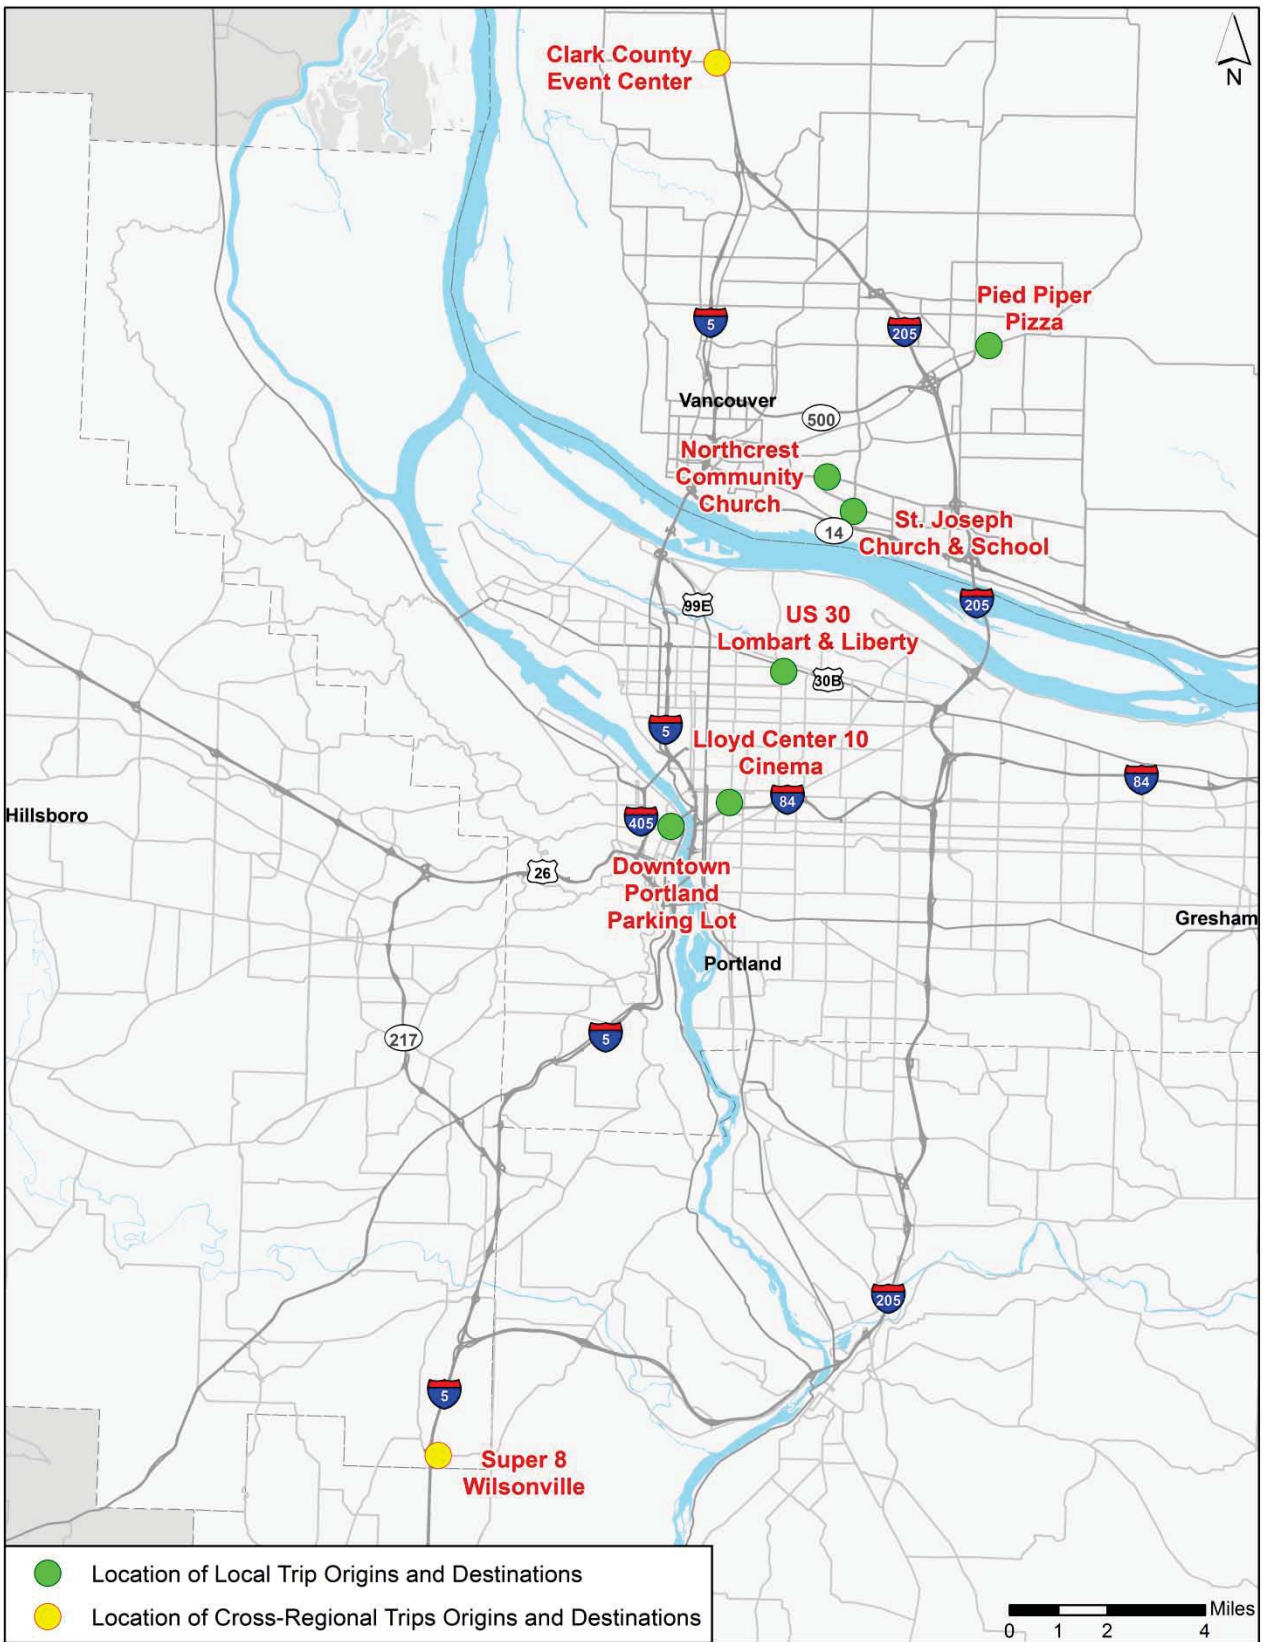 Clark County
Event Center
N
Pied Piper
Pizza
5
205
Vancouver
500
Northcrest
Community
Church
14
St. Joseph
Church & School
205
99E
US 30
Lombart & Liberty
30B
5
Lloyd Center 10
Cinema
84
84
Hillsboro
405
26
Downtown
Portland
Parking Lot
Gresham
Portland
5
217
205
5
Super 8
Wilsonville
Location of Local Trip Origins and Destinations
Location of Cross-Regional Trips Origins and Destinations
Miles
0 1 2 4